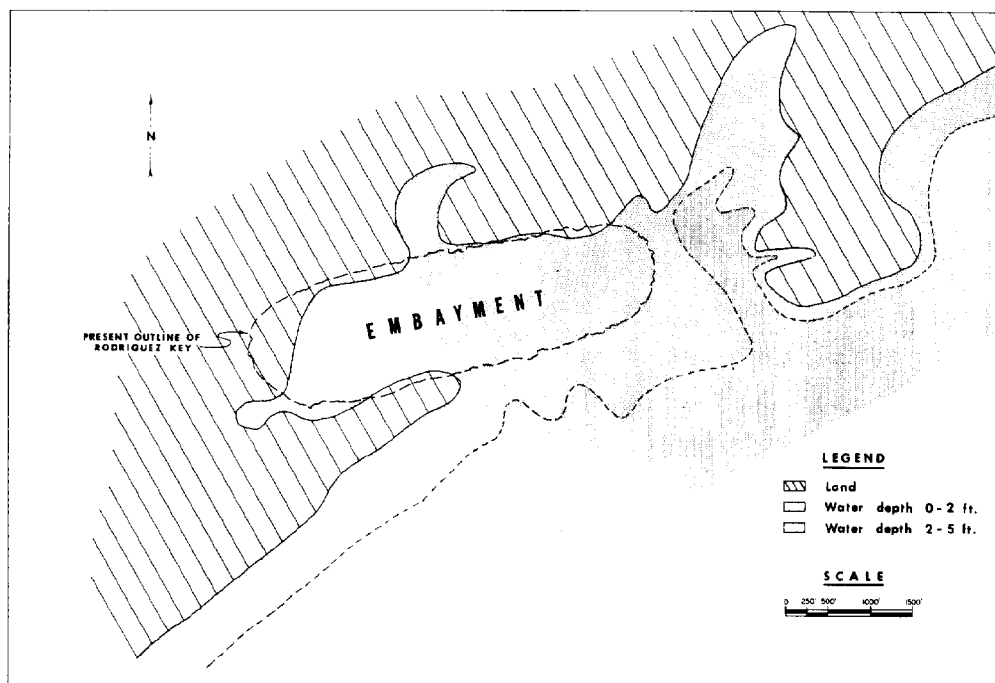 N
EMBAYMENT
PRESENT OUTLINE OF
RODRIQUEZ KEY
LEGEND
Land
Water depth 0-2 ft.
Water depth 2-5 ft.
SCALE
0 250' 500' 1000' 1500'